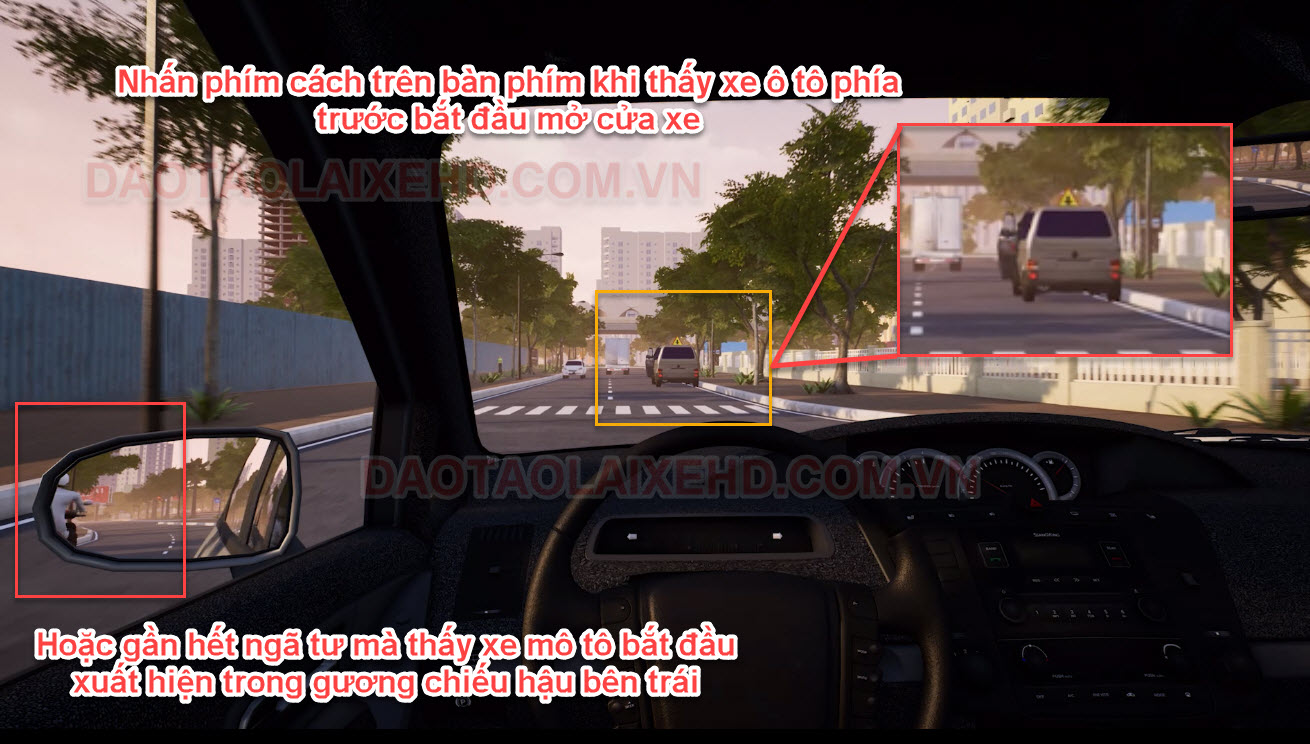 Nhấn phím cách trên bàn phím khi thấy xe ô tô phía
trước bắt đầu mở cửa xe
DAOTAOLAIXEHD.COM.VN
DAOTAOLAIXEHD.COM.VN
Hoặc gần hết ngã tư mà thấy xe mô tô bắt đầu
xuất hiện trong gương chiếu hậu bên trái